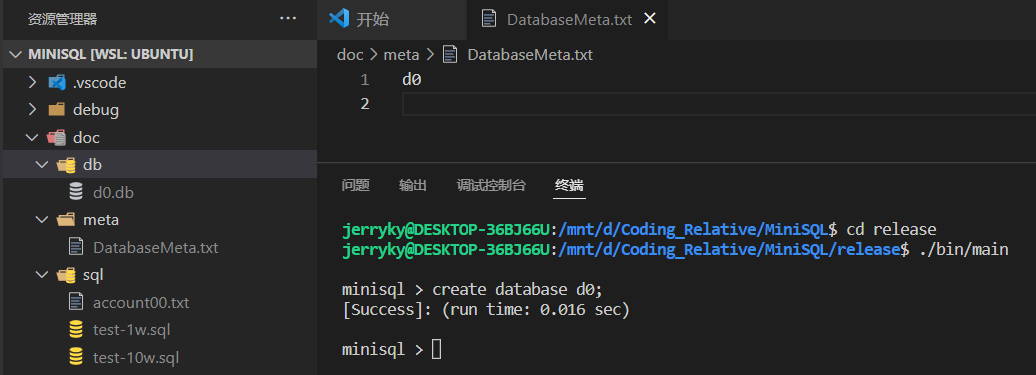 资源管理器
MINISQL [WSL: UBUNTU]
.vscode
debug
doc
db
d0.db
meta
DatabaseMeta.txt
sql
account00.txt
test-1w.sql
test-10w.sql
开始
DatabaseMeta.txt
doc > meta > DatabaseMeta.txt
1 d0
2
问题 输出 调试控制台 终端
jerryky@DESKTOP-36BJ66U:/mnt/d/Coding_Relative/MiniSQL$ cd release
jerryky@DESKTOP-36BJ66U:/mnt/d/Coding_Relative/MiniSQL/release$ ./bin/main
minisql > create database d0;
[Success]: (run time: 0.016 sec)
minisql >